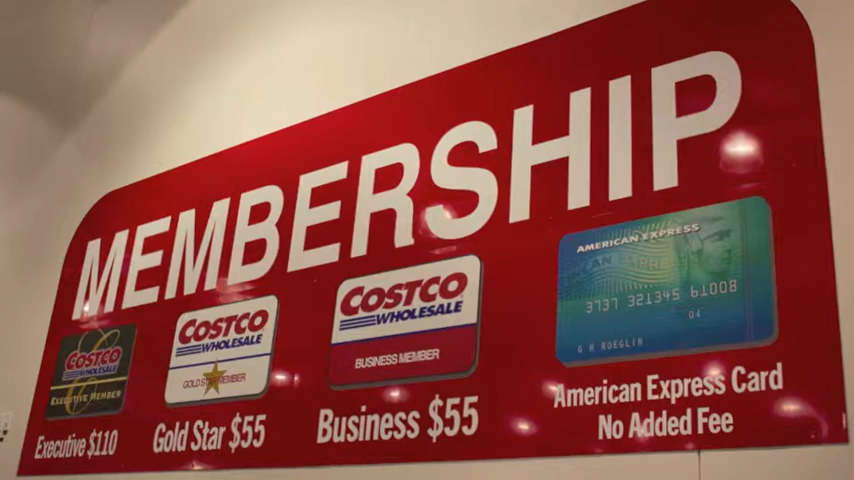 MEMBERSHIP
COSTCO
WHOLESALE
EXECUTIVE MEMBER
Executive $110
COSTCO
WHOLESALE
GOLD STAR MEMBER
Gold Star $55
COSTCO
WHOLESALE
BUSINESS MEMBER
Business $55
AMERICAN EXPRESS
3737 321345 61008
04
G H ROEGLIN
American Express Card
No Added Fee